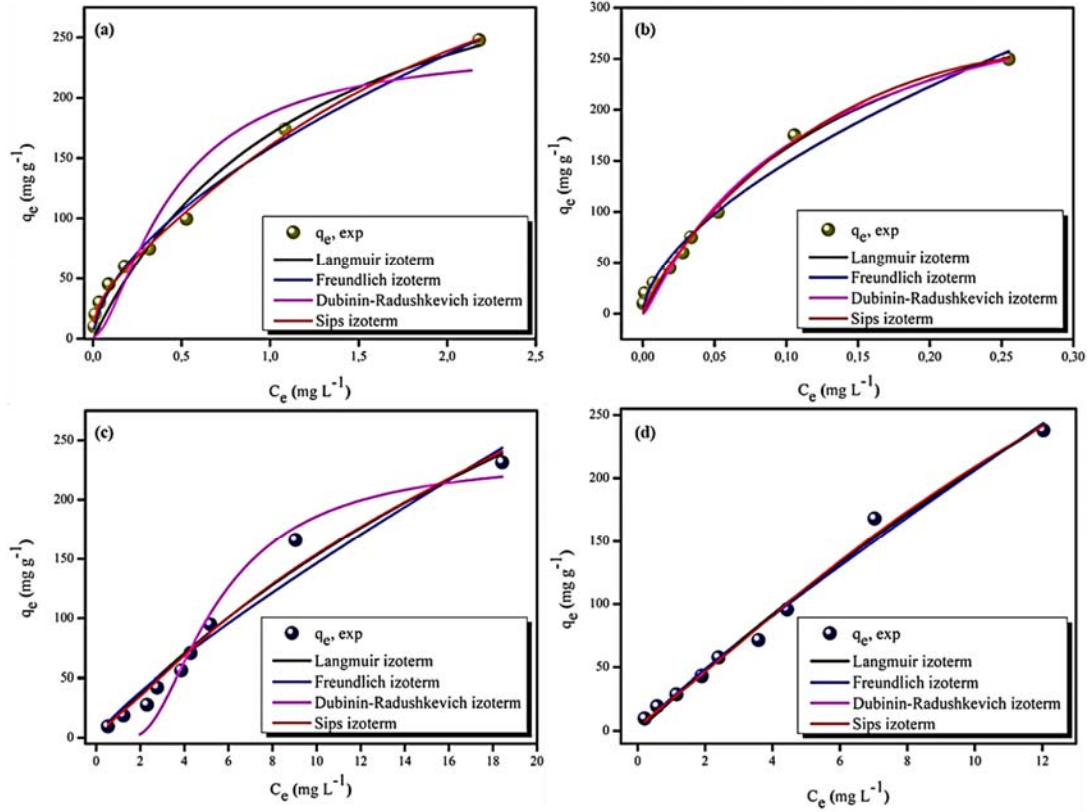 (a)
250
200
150
100
50
0
qe (mg g-1)
qe, exp
Langmuir izoterm
Freundlich izoterm
Dubinin-Radushkevich izoterm
Sips izoterm
0,0 0,5 1,0 1,5 2,0 2,5
Ce (mg L-1)
(b)
300
250
200
150
100
50
0
qe (mg g-1)
qe, exp
Langmuir izoterm
Freundlich izoterm
Dubinin-Radushkevich izoterm
Sips izoterm
0,00 0,05 0,10 0,15 0,20 0,25 0,30
Ce (mg L-1)
(c)
250
200
150
100
50
0
qe (mg g-1)
qe, exp
Langmuir izoterm
Freundlich izoterm
Dubinin-Radushkevich izoterm
Sips izoterm
0 2 4 6 8 10 12 14 16 18 20
Ce (mg L-1)
(d)
250
200
150
100
50
0
qe (mg g-1)
qe, exp
Langmuir izoterm
Freundlich izoterm
Dubinin-Radushkevich izoterm
Sips izoterm
0 2 4 6 8 10 12
Ce (mg L-1)